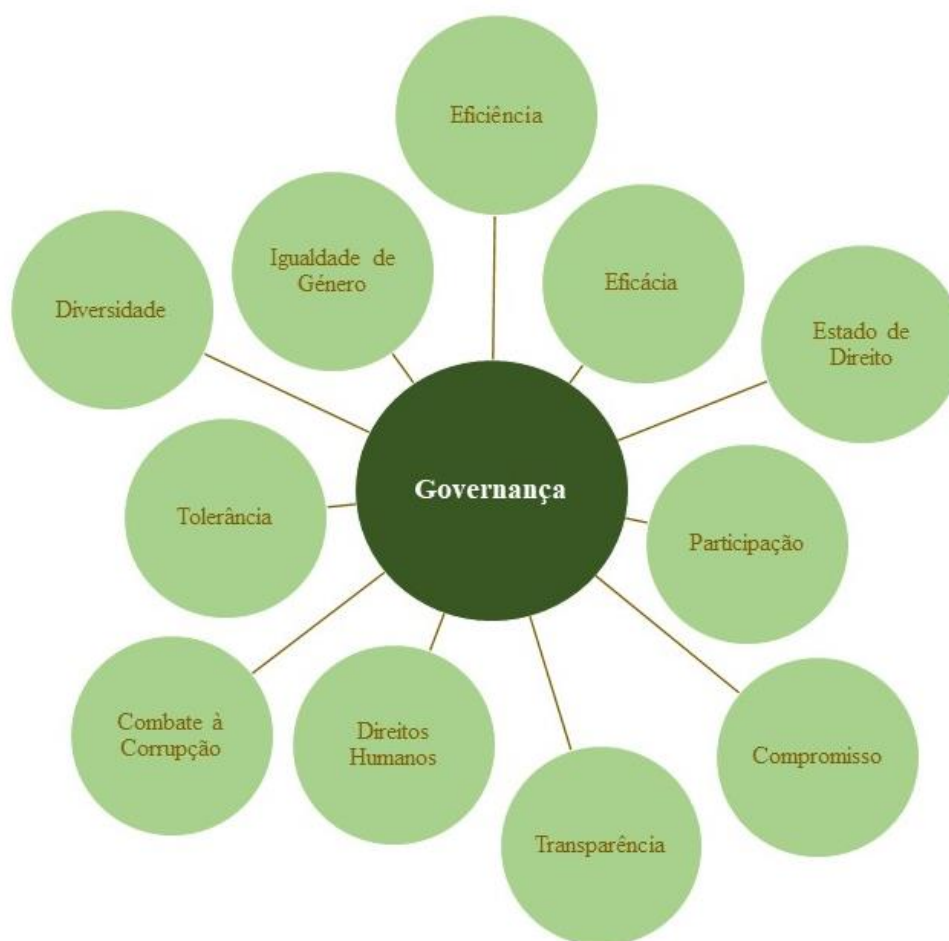 Eficiência
Igualdade de
Género
Eficácia
Diversidade
Estado de
Direito
Governança
Tolerância
Participação
Combate à
Corrupção
Direitos
Humanos
Compromisso
Transparência